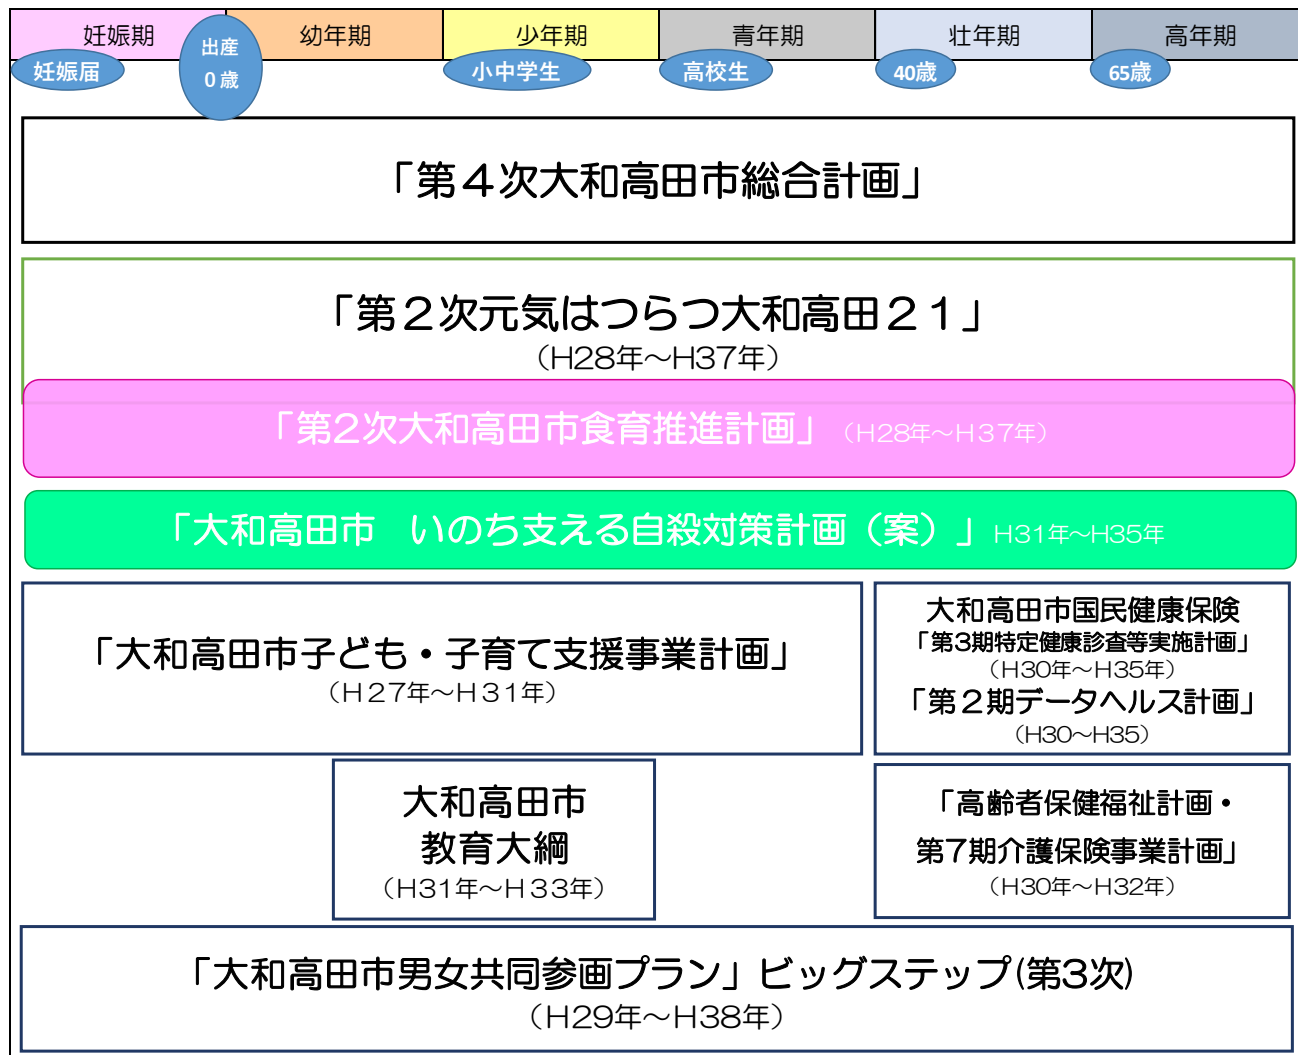 妊娠期
幼年期
少年期
青年期
壮年期
高年期
妊娠届
出産
０歳
小中学生
高校生
40歳
65歳
「第４次大和高田市総合計画」
「第２次元気はつらつ大和高田２１」
（H28年～H37年）
「第2次大和高田市食育推進計画」（H28年～H37年）
「大和高田市　いのち支える自殺対策計画（案）」H31年～H35年
「大和高田市子ども・子育て支援事業計画」
（H27年～H31年）
大和高田市国民健康保険
「第3期特定健康診査等実施計画」
（H30年～H35年）
「第２期データヘルス計画」
（H30～H35）
大和高田市
教育大綱
（H31年～H33年）
「高齢者保健福祉計画・
第7期介護保険事業計画」
（H30年～H32年）
「大和高田市男女共同参画プラン」ビッグステップ(第3次)
（H29年～H38年）